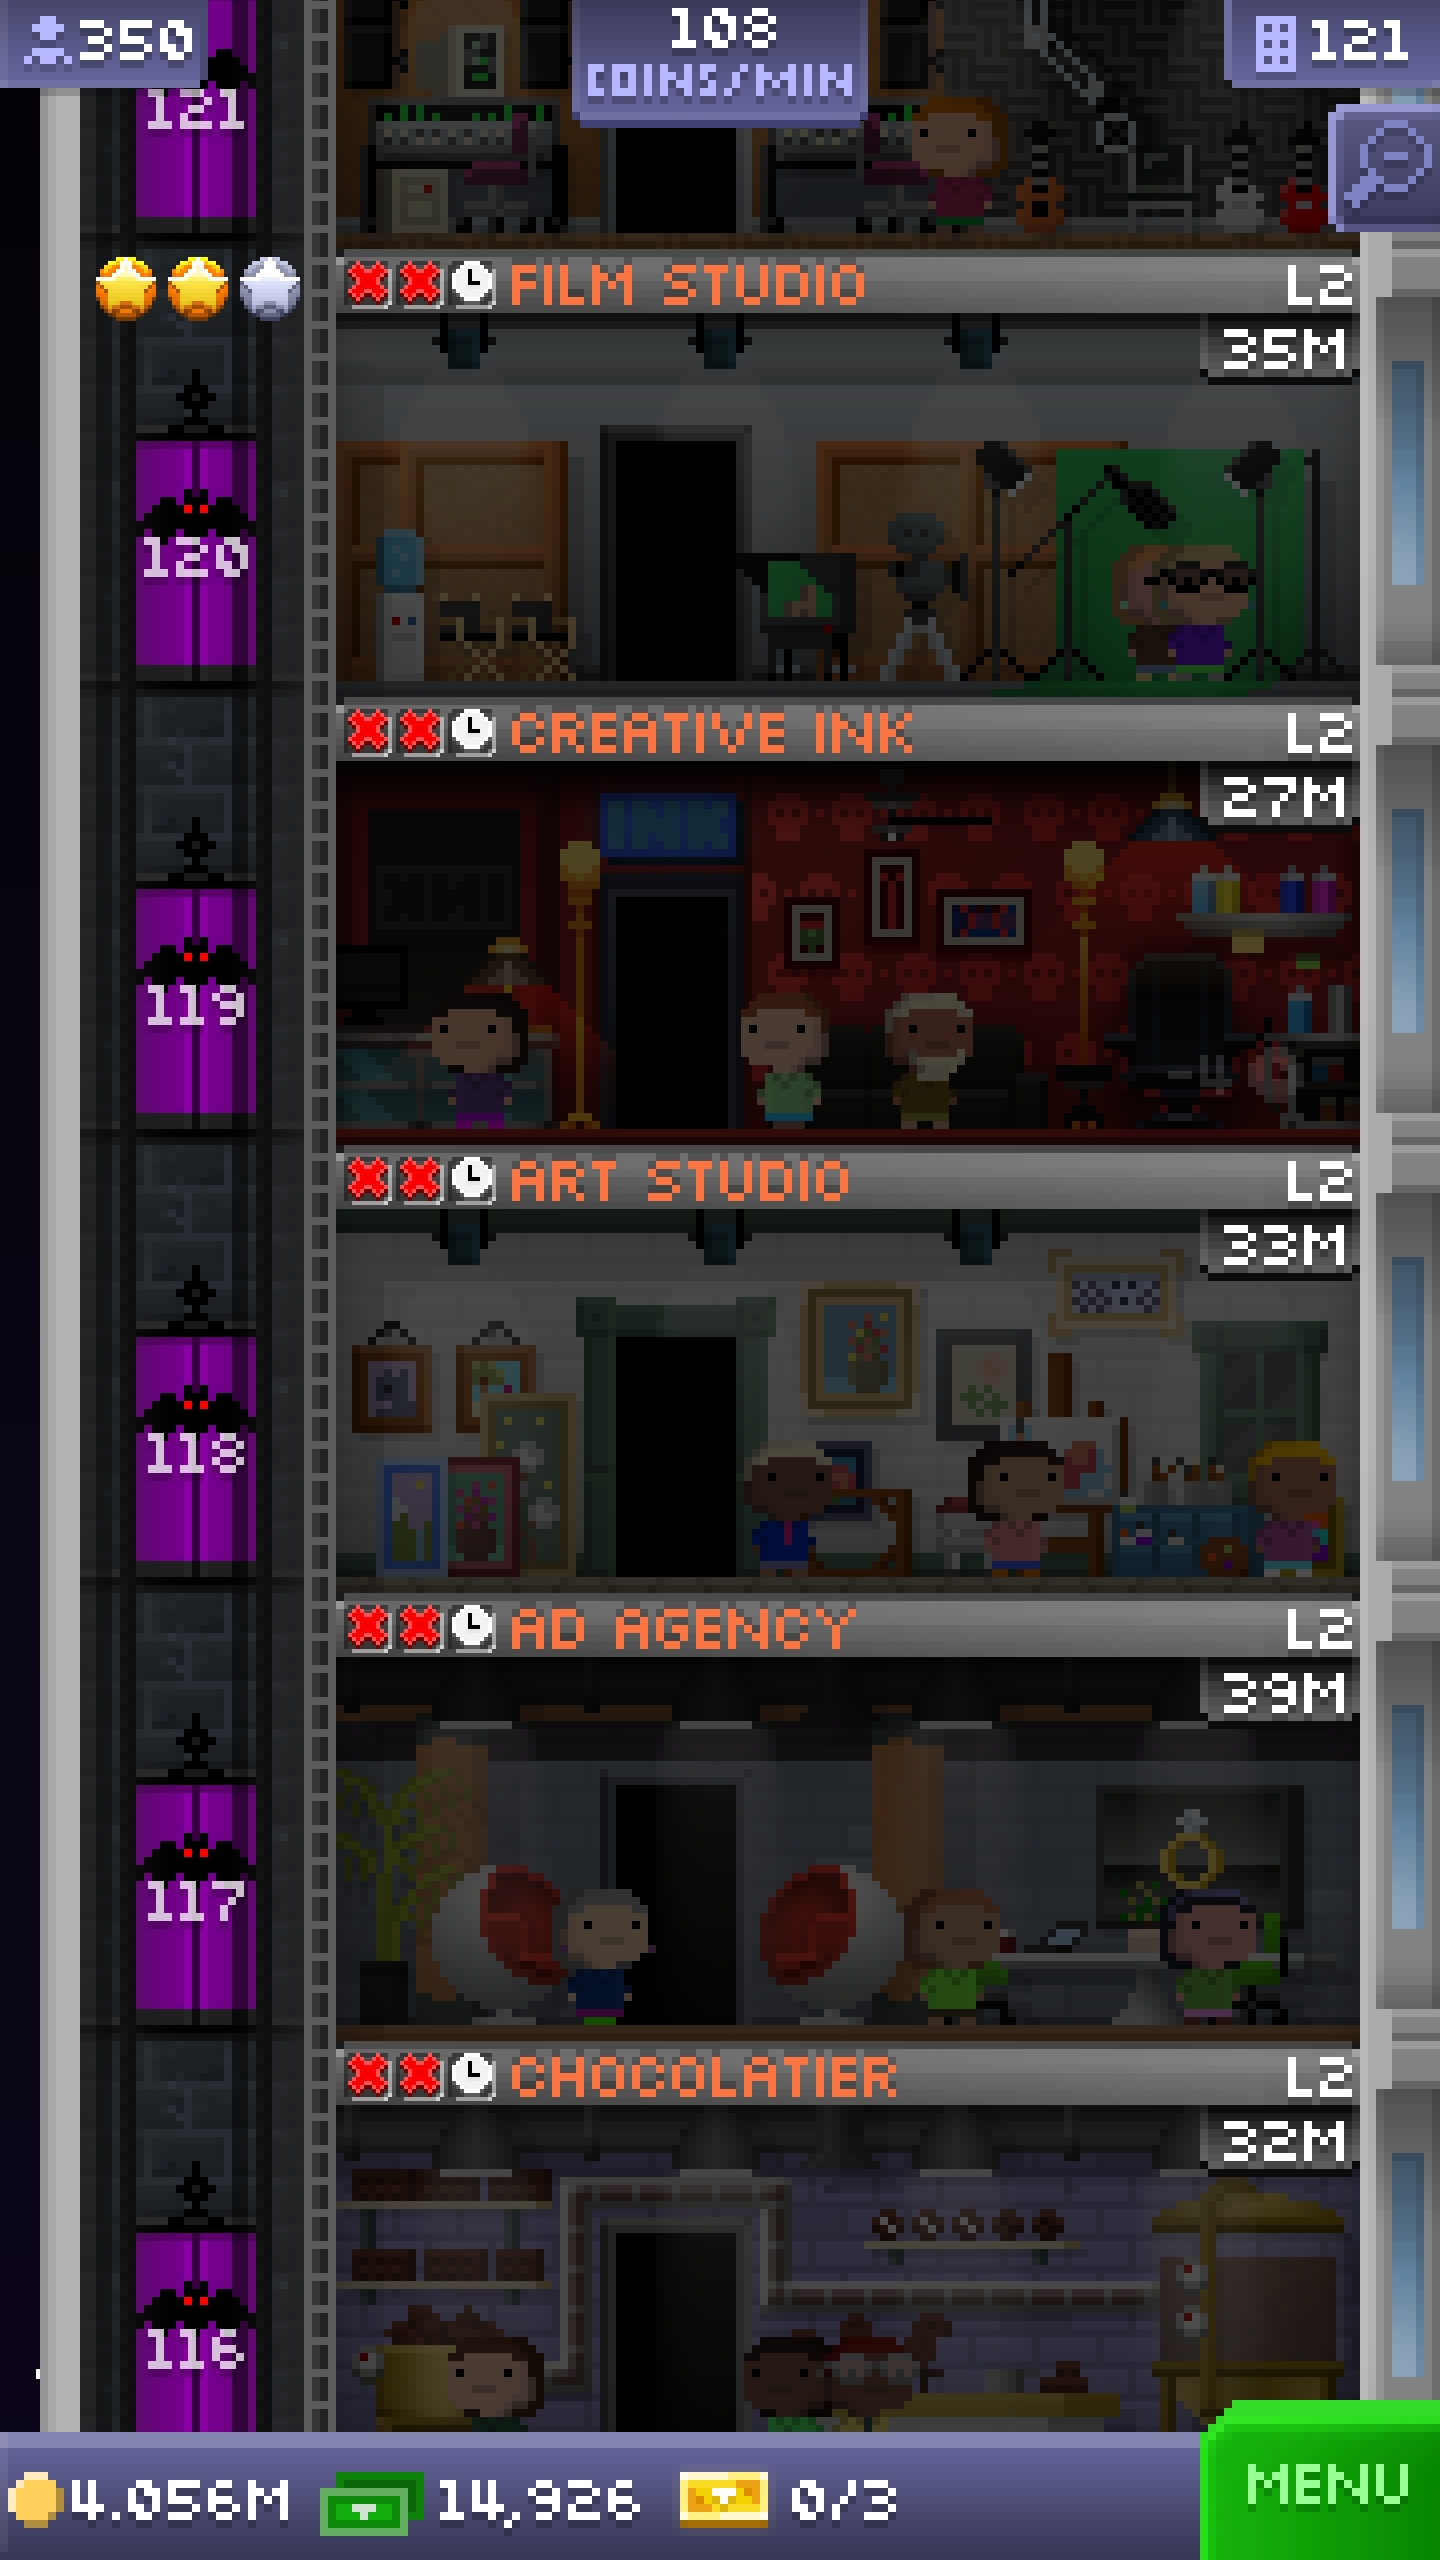 350
108
COINS/MIN
121
121
FILM STUDIO L2
35M
120
CREATIVE INK L2
27M
INK
119
ART STUDIO L2
33M
118
AD AGENCY L2
39M
117
CHOCOLATIER L2
32M
116
4.056M 14,926 0/3
MENU